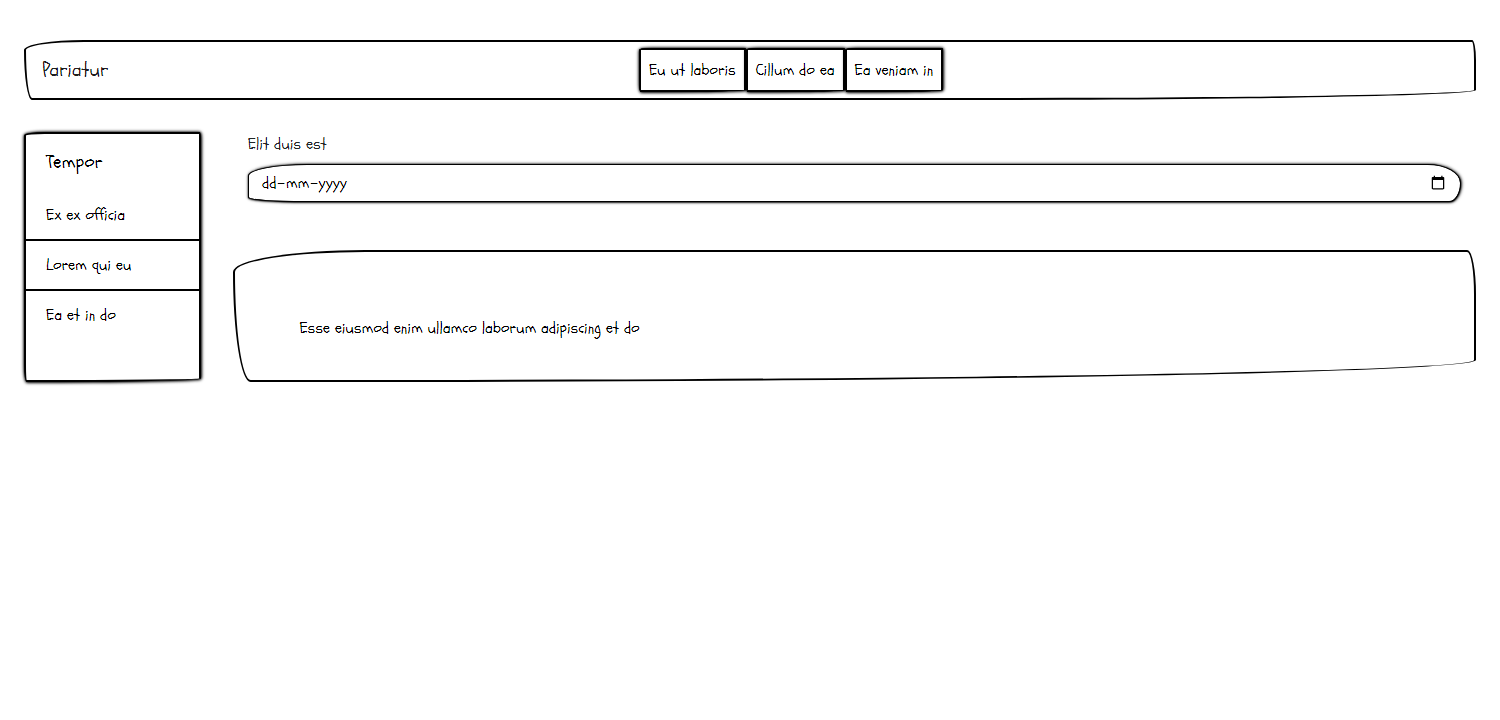 Pariatur
Eu ut laboris
Cillum do ea
Ea veniam in
Tempor
Ex ex officia
Lorem qui eu
Ea et in do
Elit duis est
dd-mm-yyyy
Esse eiusmod enim ullamco laborum adipiscing et do